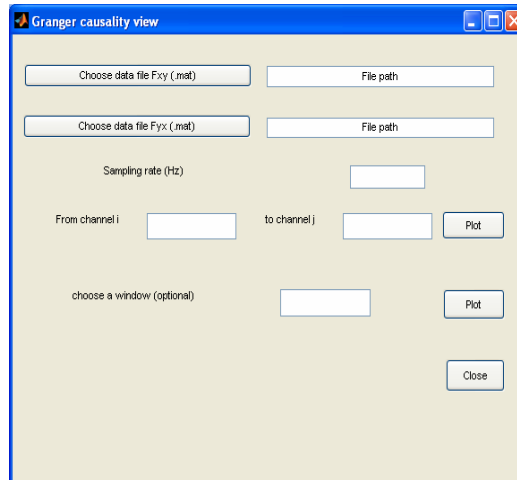 Granger causality view
Choose data file Fxy (.mat) File path
Choose data file Fyx (.mat) File path
Sampling rate (Hz)
From channel i to channel j Plot
choose a window (optional) Plot
Close